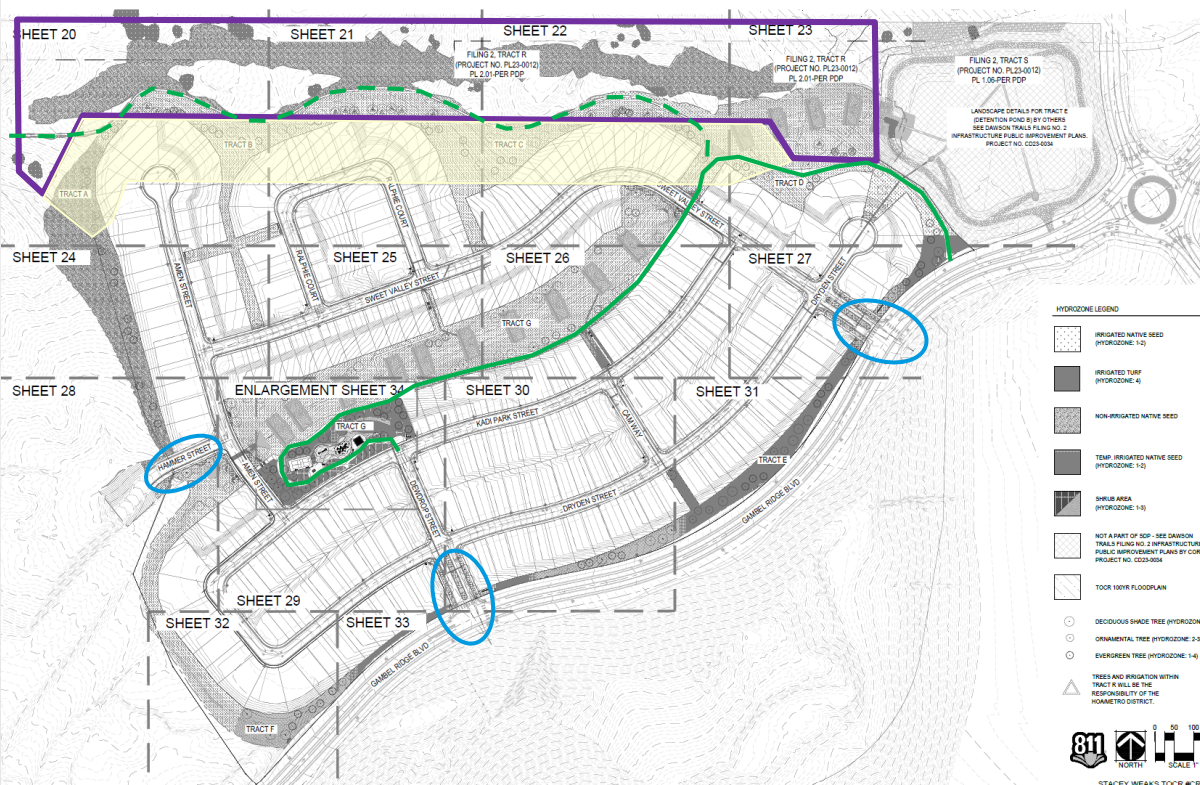 SHEET 20
SHEET 21
SHEET 22
SHEET 23
FILING 2, TRACT R
(PROJECT NO. PL23-0012)
PL 2.01-PER PDP
FILING 2, TRACT R
(PROJECT NO. PL23-0012)
PL 2.01-PER PDP
FILING 2, TRACT S
(PROJECT NO. PL23-0012)
PL 1.06-PER PDP
LANDSCAPE DETAILS FOR TRACT E
(DETENTION POND B) BY OTHERS
SEE DAWSON TRAILS FILING NO. 2
INFRASTRUCTURE PUBLIC IMPROVEMENT PLANS.
PROJECT NO. CD23-0034
TRACT A
TRACT B
TRACT C
TRACT D
RALPHIE COURT
SWEET VALLEY STREET
SHEET 24
SHEET 25
SHEET 26
SHEET 27
AMEN STREET
RALPHIE COURT
SWEET VALLEY STREET
DRYDEN STREET
TRACT G
SHEET 28
ENLARGEMENT SHEET 34
SHEET 30
SHEET 31
TRACT G
KADI PARK STREET
CAM WAY
HAMMER STREET
AMEN STREET
DEWDROP STREET
DRYDEN STREET
TRACT E
GAMBEL RIDGE BLVD
SHEET 29
SHEET 32
SHEET 33
GAMBEL RIDGE BLVD
TRACT F
HYDROZONE LEGEND
IRRIGATED NATIVE SEED
(HYDROZONE: 1-2)
IRRIGATED TURF
(HYDROZONE: 4)
NON-IRRIGATED NATIVE SEED
TEMP. IRRIGATED NATIVE SEED
(HYDROZONE: 1-2)
SHRUB AREA
(HYDROZONE: 1-3)
NOT A PART OF SDP - SEE DAWSON
TRAILS FILING NO. 2 INFRASTRUCTUR
PUBLIC IMPROVEMENT PLANS BY COR
PROJECT NO. CD23-0034
TOCR 100YR FLOODPLAIN
DECIDUOUS SHADE TREE (HYDROZON
ORNAMENTAL TREE (HYDROZONE: 2-3
EVERGREEN TREE (HYDROZONE: 1-4)
TREES AND IRRIGATION WITHIN
TRACT R WILL BE THE
RESPONSIBILITY OF THE
HOA/METRO DISTRICT.
811
NORTH
0 50 100
SCALE 1"
STACEY WEAKS TOCR #CR